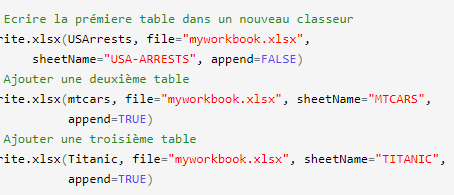 Ecrire la prémiere table dans un nouveau classeur
rite.xlsx(USArrests, file="myworkbook.xlsx",
sheetName="USA-ARRESTS", append=FALSE)
Ajouter une deuxième table
rite.xlsx(mtcars, file="myworkbook.xlsx", sheetName="MTCARS",
append=TRUE)
Ajouter une troisième table
rite.xlsx(Titanic, file="myworkbook.xlsx", sheetName="TITANIC",
append=TRUE)